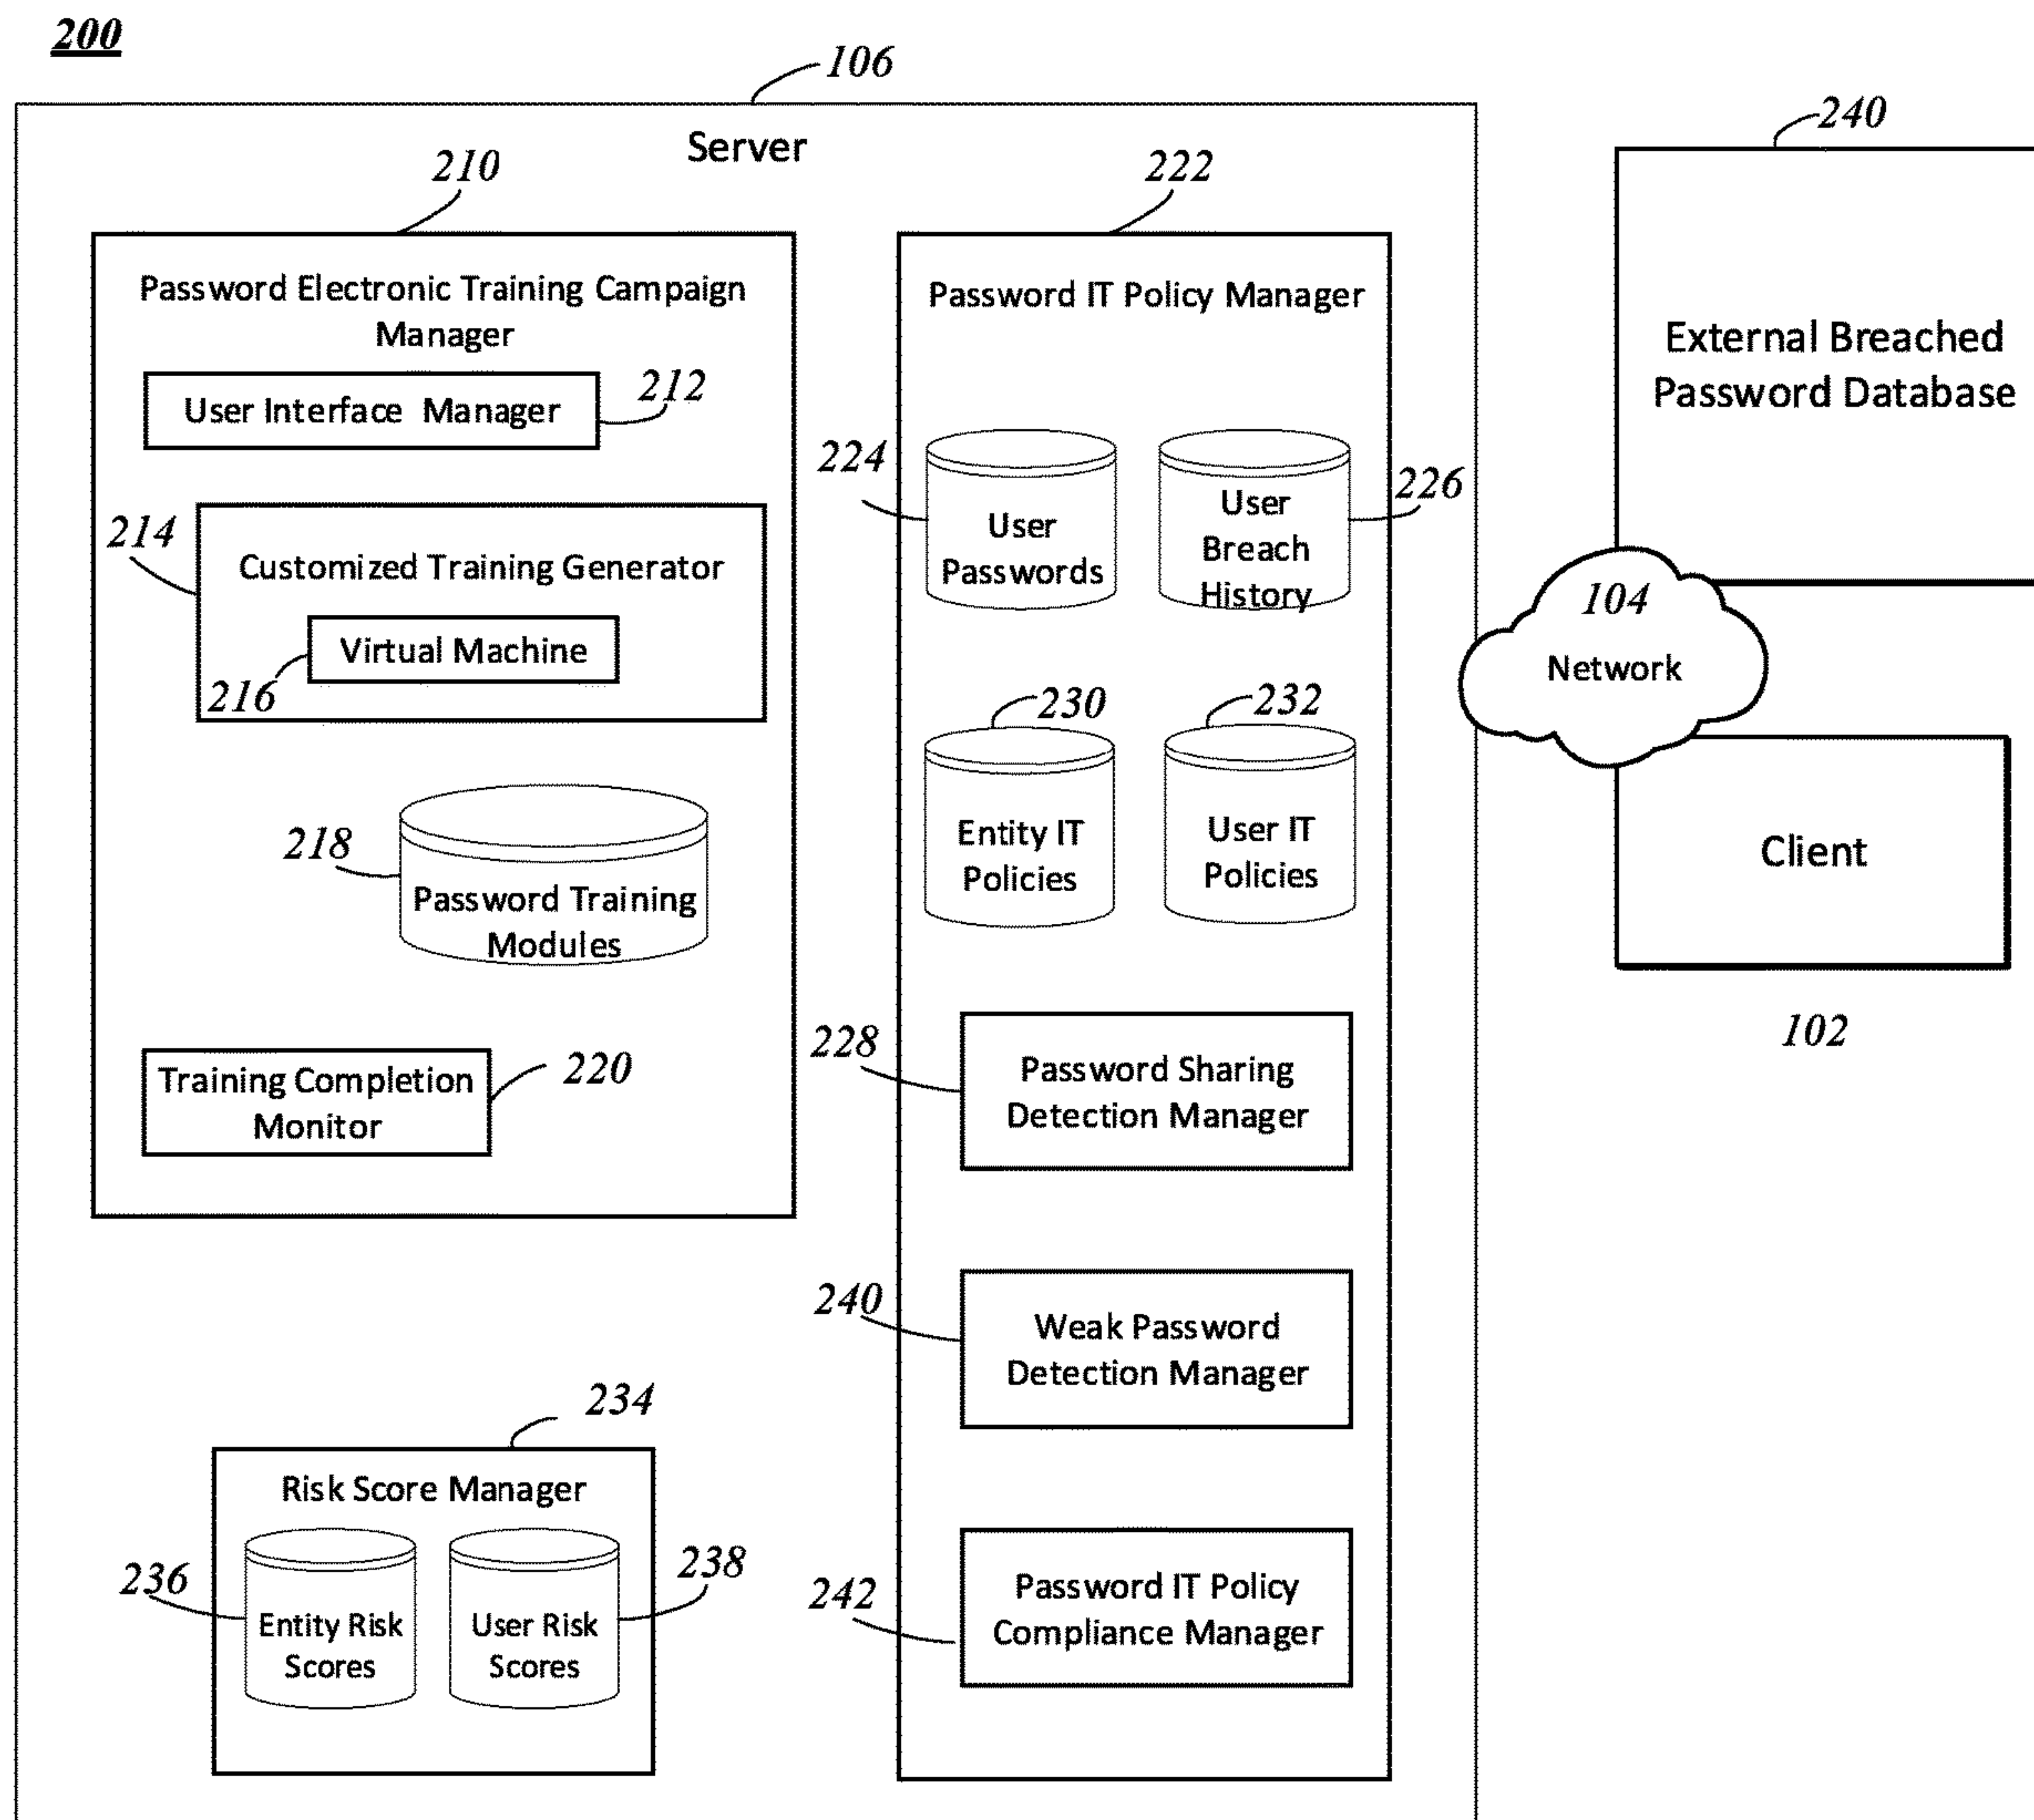 200
106
Server
210
Password Electronic Training Campaign
Manager
User Interface Manager
212
214
Customized Training Generator
Virtual Machine
216
218
Password Training
Modules
Training Completion
Monitor
220
234
Risk Score Manager
236
Entity Risk
Scores
User Risk
Scores
238
222
Password IT Policy Manager
224
User
Passwords
User
Breach
History
226
230
Entity IT
Policies
232
User IT
Policies
228
Password Sharing
Detection Manager
240
Weak Password
Detection Manager
242
Password IT Policy
Compliance Manager
240
External Breached
Password Database
104
Network
Client
102